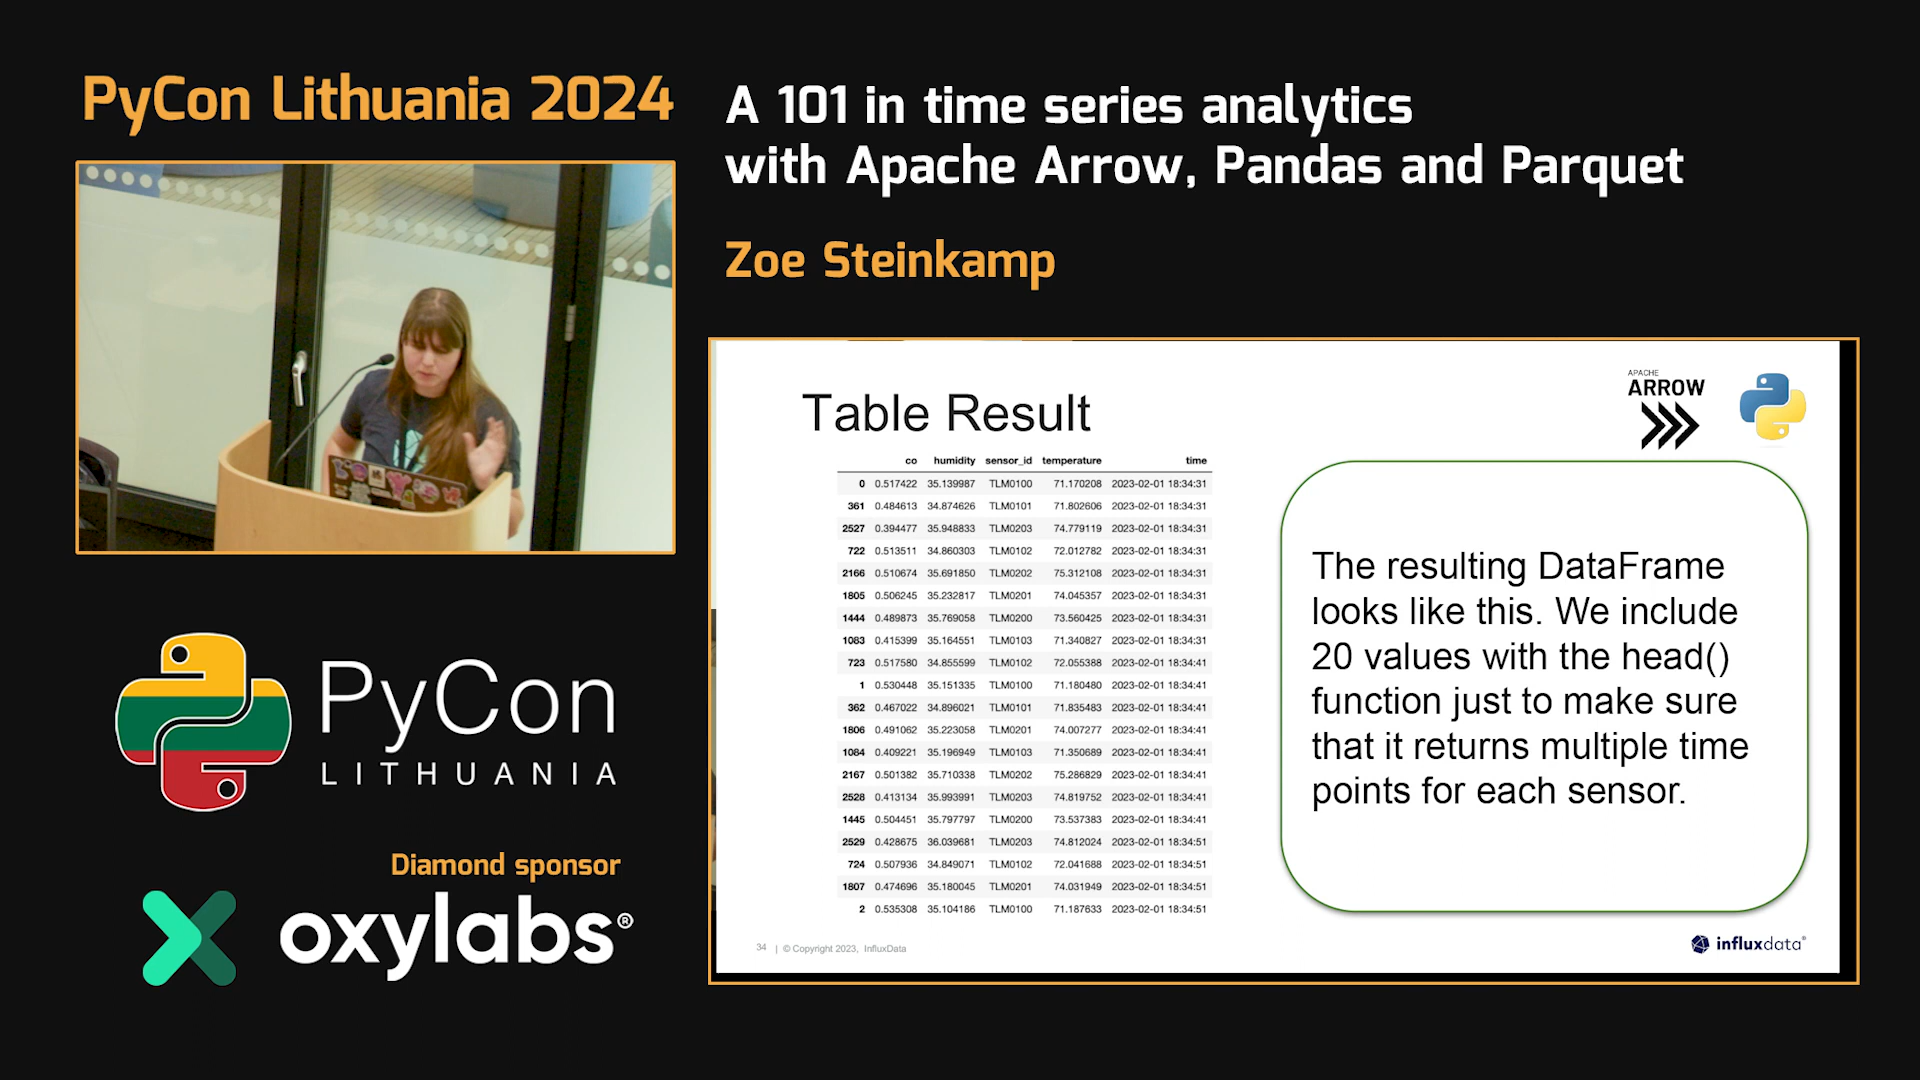 PyCon Lithuania 2024
A 101 in time series analytics
with Apache Arrow, Pandas and Parquet
Zoe Steinkamp
Table Result
APACHE
ARROW
co humidity sensor_id temperature time
0 0.517422 35.139987 TLM0100 71.170208 2023-02-01 18:34:31
361 0.484613 34.874626 TLM0101 71.802606 2023-02-01 18:34:31
2527 0.394477 35.948833 TLM0203 74.779119 2023-02-01 18:34:31
722 0.513511 34.860303 TLM0102 72.012782 2023-02-01 18:34:31
2166 0.510674 35.691850 TLM0202 75.312108 2023-02-01 18:34:31
1805 0.506245 35.232817 TLM0201 74.045357 2023-02-01 18:34:31
1444 0.489873 35.769058 TLM0200 73.560425 2023-02-01 18:34:31
1083 0.415399 35.164551 TLM0103 71.340827 2023-02-01 18:34:31
723 0.517580 34.855599 TLM0102 72.055388 2023-02-01 18:34:41
1 0.530448 35.151335 TLM0100 71.180480 2023-02-01 18:34:41
362 0.467022 34.896021 TLM0101 71.835483 2023-02-01 18:34:41
1806 0.491062 35.223058 TLM0201 74.007277 2023-02-01 18:34:41
1084 0.409221 35.196949 TLM0103 71.350689 2023-02-01 18:34:41
2167 0.501382 35.710338 TLM0202 75.286829 2023-02-01 18:34:41
2528 0.413134 35.993991 TLM0203 74.819752 2023-02-01 18:34:41
1445 0.504451 35.797797 TLM0200 73.537383 2023-02-01 18:34:41
2529 0.428675 36.039681 TLM0203 74.812024 2023-02-01 18:34:51
724 0.507936 34.849071 TLM0102 72.041688 2023-02-01 18:34:51
1807 0.474696 35.180045 TLM0201 74.031949 2023-02-01 18:34:51
2 0.535308 35.104186 TLM0100 71.187633 2023-02-01 18:34:51
The resulting DataFrame
looks like this. We include
20 values with the head()
function just to make sure
that it returns multiple time
points for each sensor.
34 | © Copyright 2023, InfluxData
influxdata®
PyCon
LITHUANIA
Diamond sponsor
oxylabs®